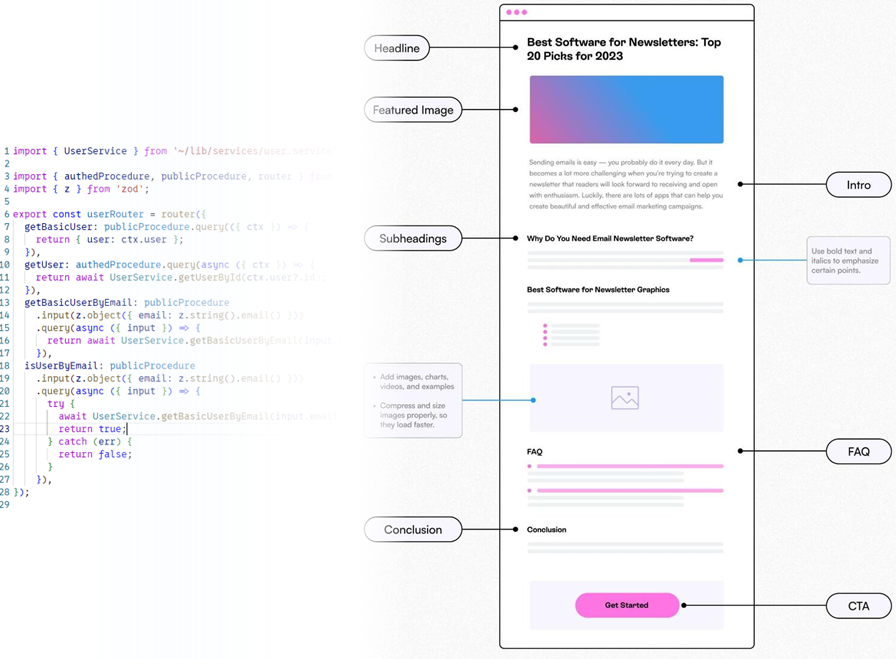 1 import { UserService } from '~/lib/services/user.service
2
3 import { authedProcedure, publicProcedure, router } from
4 import { z } from 'zod';
5
6 export const userRouter = router({
7 getBasicUser: publicProcedure.query(({ ctx }) => {
8 return { user: ctx.user };
9 }),
10 getUser: authedProcedure.query(async ({ ctx }) => {
11 return await UserService.getUserById(ctx.user?.id);
12 }),
13 getBasicUserByEmail: publicProcedure
14 .input(z.object({ email: z.string().email() }))
15 .query(async ({ input }) => {
16 return await UserService.getBasicUserByEmail(input.
17 }),
18 isUserByEmail: publicProcedure
19 .input(z.object({ email: z.string().email() }))
20 .query(async ({ input }) => {
21 try {
22 await UserService.getBasicUserByEmail(input.email
23 return true;
24 } catch (err) {
25 return false;
26 }
27 }),
28 });
29
Headline
Featured Image
Subheadings
• Add images, charts,
videos, and examples
• Compress and size
images properly, so
they load faster.
Conclusion
Best Software for Newsletters: Top
20 Picks for 2023
Sending emails is easy — you probably do it every day. But it
becomes a lot more challenging when you're trying to create a
newsletter that readers will look forward to receiving and open
with enthusiasm. Luckily, there are lots of apps that can help you
create beautiful and effective email marketing campaigns.
Why Do You Need Email Newsletter Software?
Best Software for Newsletter Graphics
FAQ
Conclusion
Get Started
Intro
Use bold text and
italics to emphasize
certain points.
FAQ
CTA